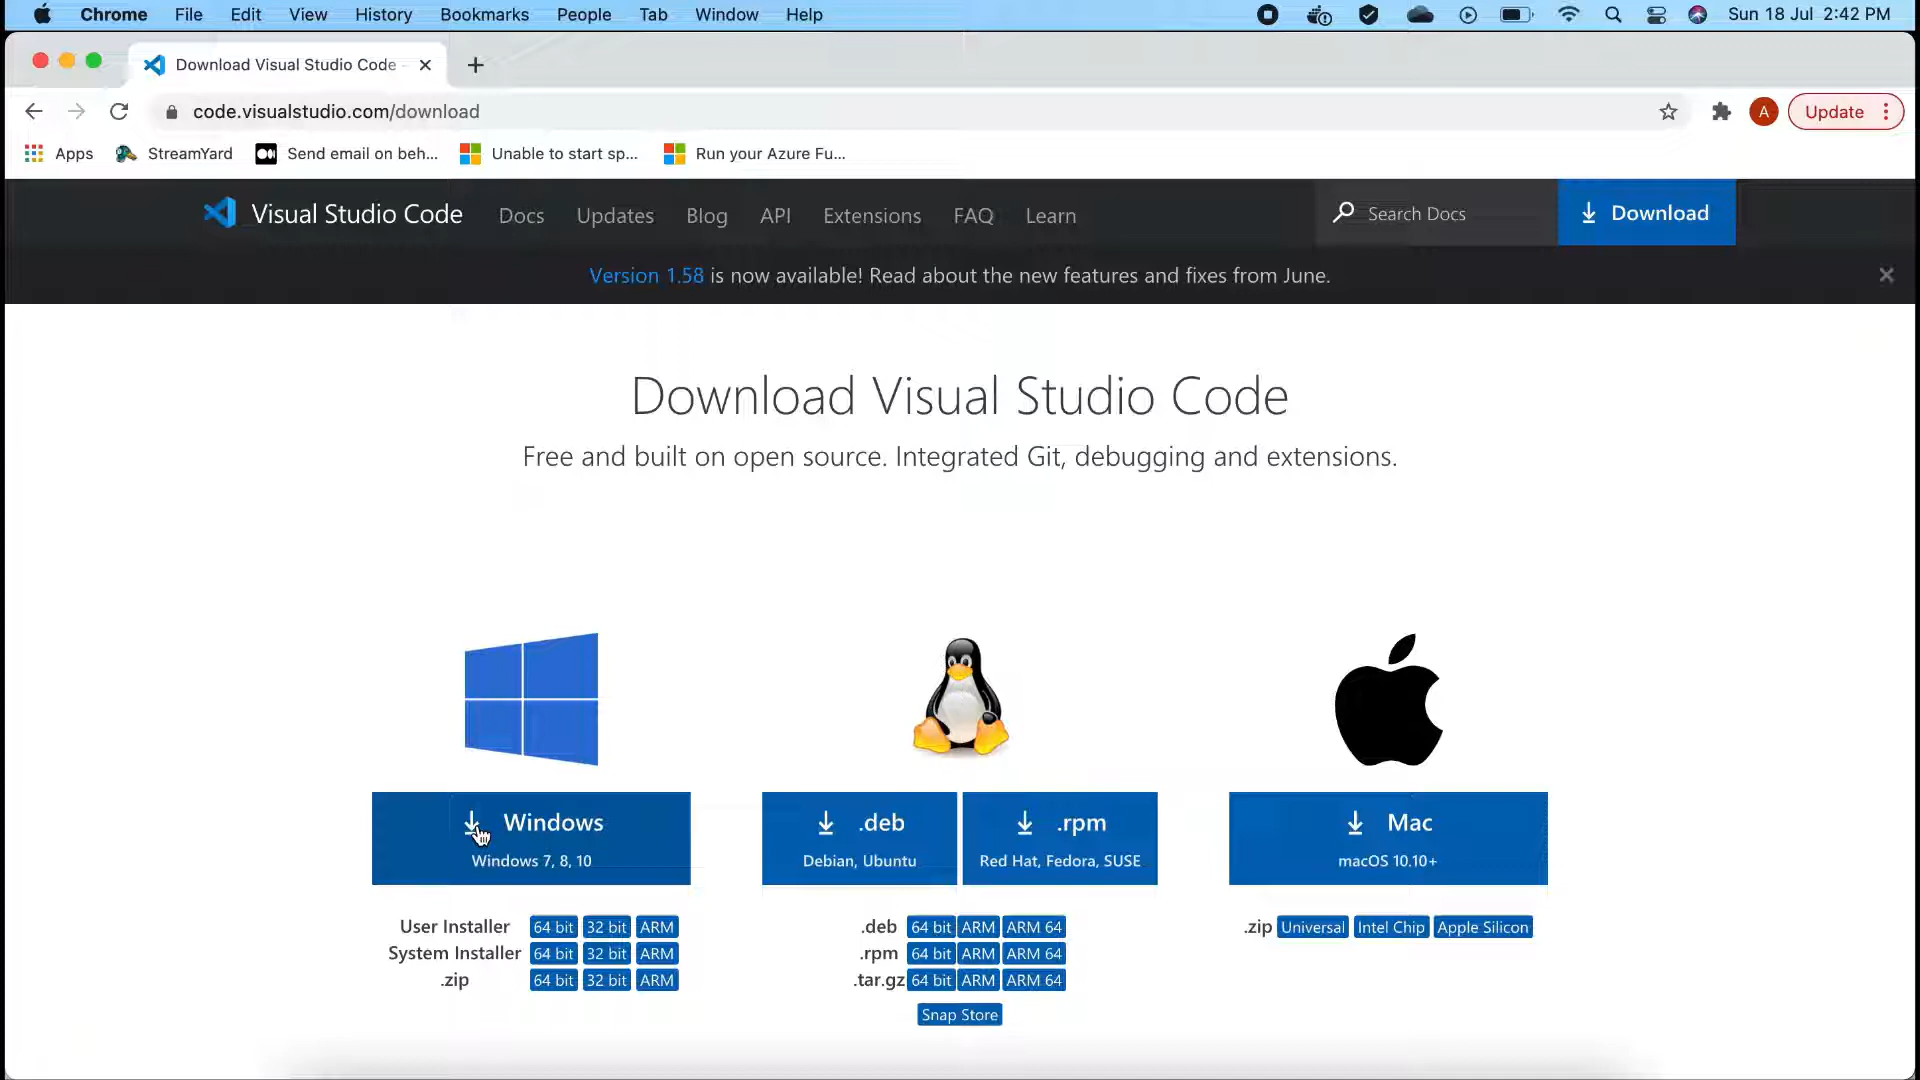 Chrome File Edit View History Bookmarks People Tab Window Help Sun 18 Jul 2:42 PM
Download Visual Studio Code -
code.visualstudio.com/download A Update
Apps StreamYard Send email on beh... Unable to start sp... Run your Azure Fu...
Visual Studio Code Docs Updates Blog API Extensions FAQ Learn Search Docs Download
Version 1.58 is now available! Read about the new features and fixes from June.
Download Visual Studio Code
Free and built on open source. Integrated Git, debugging and extensions.
Windows .deb .rpm Mac
Windows 7, 8, 10 Debian, Ubuntu Red Hat, Fedora, SUSE macOS 10.10+
User Installer 64 bit 32 bit ARM .deb 64 bit ARM ARM 64 .zip Universal Intel Chip Apple Silicon
System Installer 64 bit 32 bit ARM .rpm 64 bit ARM ARM 64
.zip 64 bit 32 bit ARM .tar.gz 64 bit ARM ARM 64
Snap Store